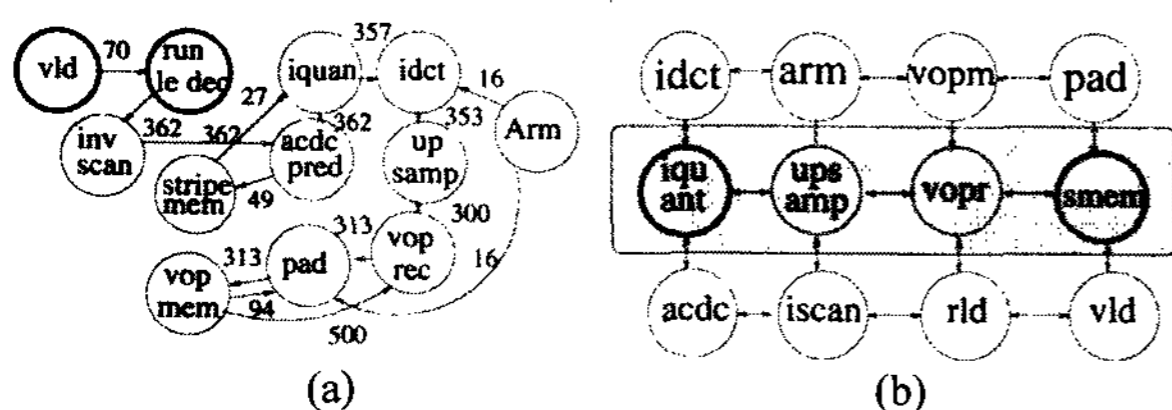 vld
70
run
le dec
27
inv
scan
362
362
stripe
mem
49
acdc
pred
362
iquan
357
idct
16
353
up
samp
Arm
300
vop
rec
16
313
pad
313
94
vop
mem
500
(a)
idct
arm
vopm
pad
iqu
ant
ups
amp
vopr
smem
acdc
iscan
rld
vld
(b)